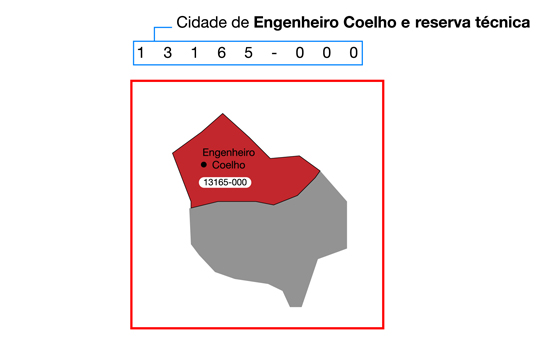 Cidade de Engenheiro Coelho e reserva técnica
1 3 1 6 5 - 0 0 0
Engenheiro
Coelho
13165-000